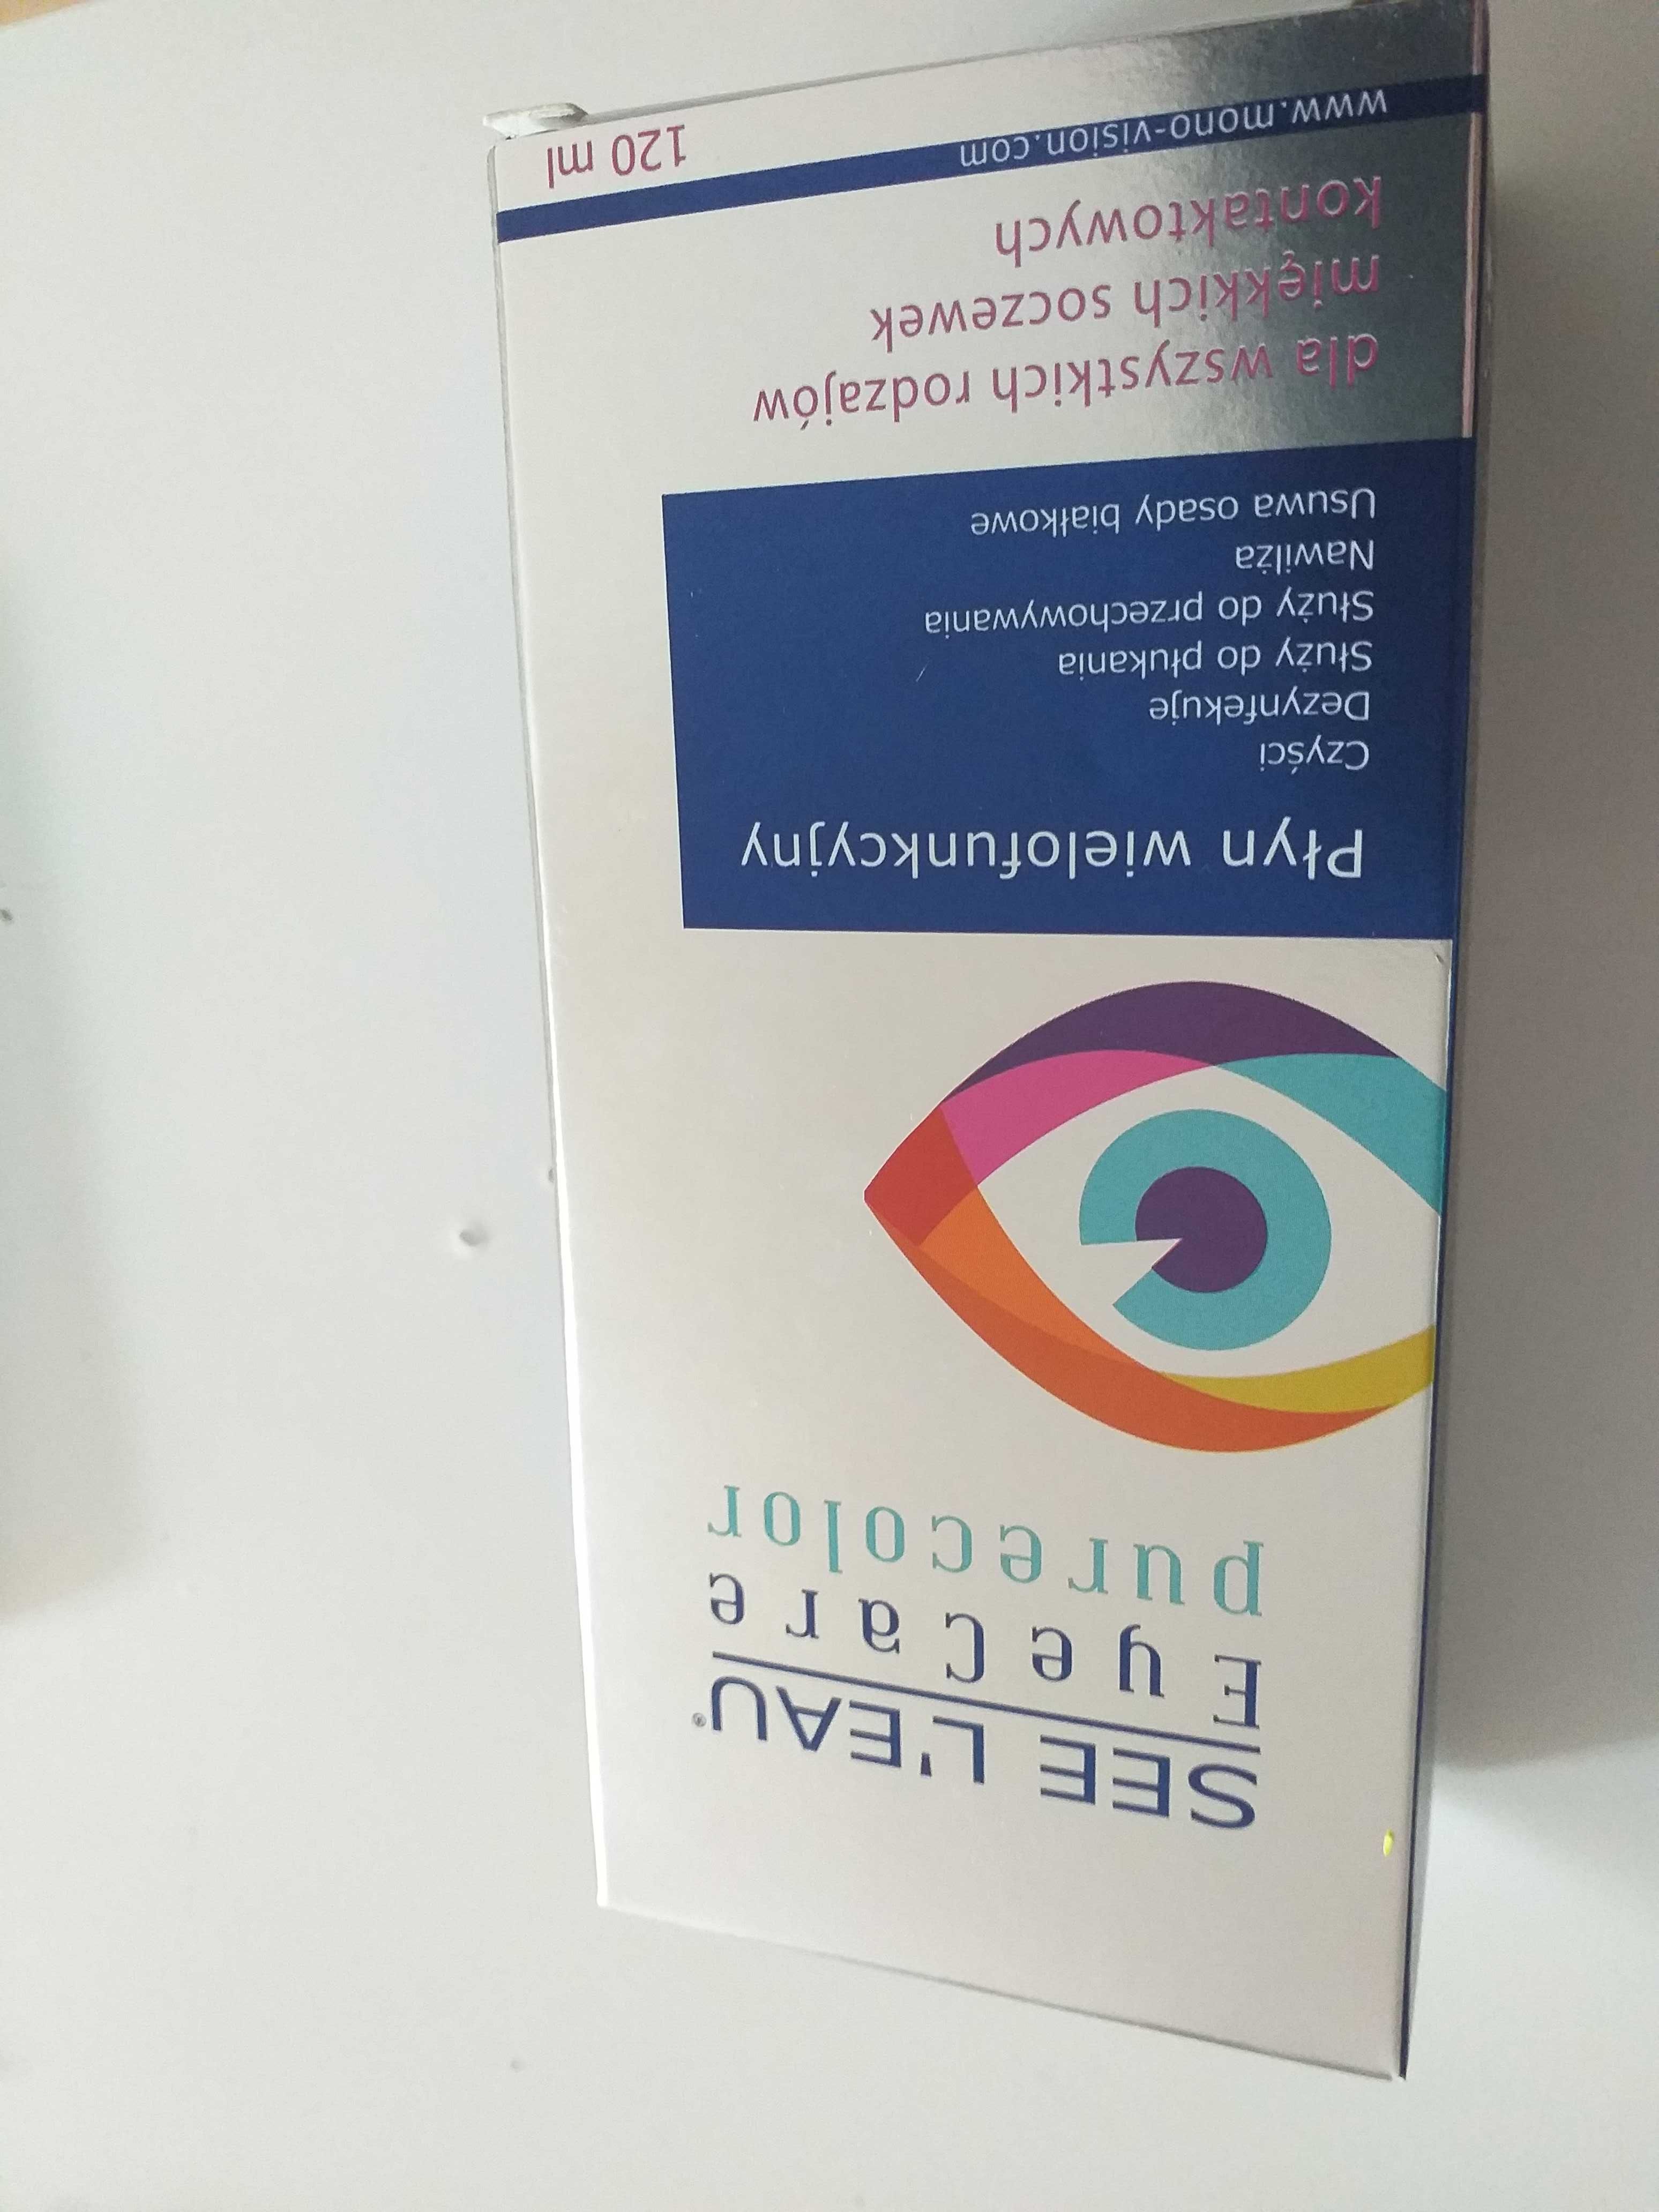 SEE L'EAU®
EyeCare
purecolor
Płyn wielofunkcyjny
Czyści
Dezynfekuje
Służy do płukania
Służy do przechowywania
Nawilża
Usuwa osady białkowe
dla wszystkich rodzajów
miękkich soczewek
kontaktowych
www.mono-vision.com
120 ml